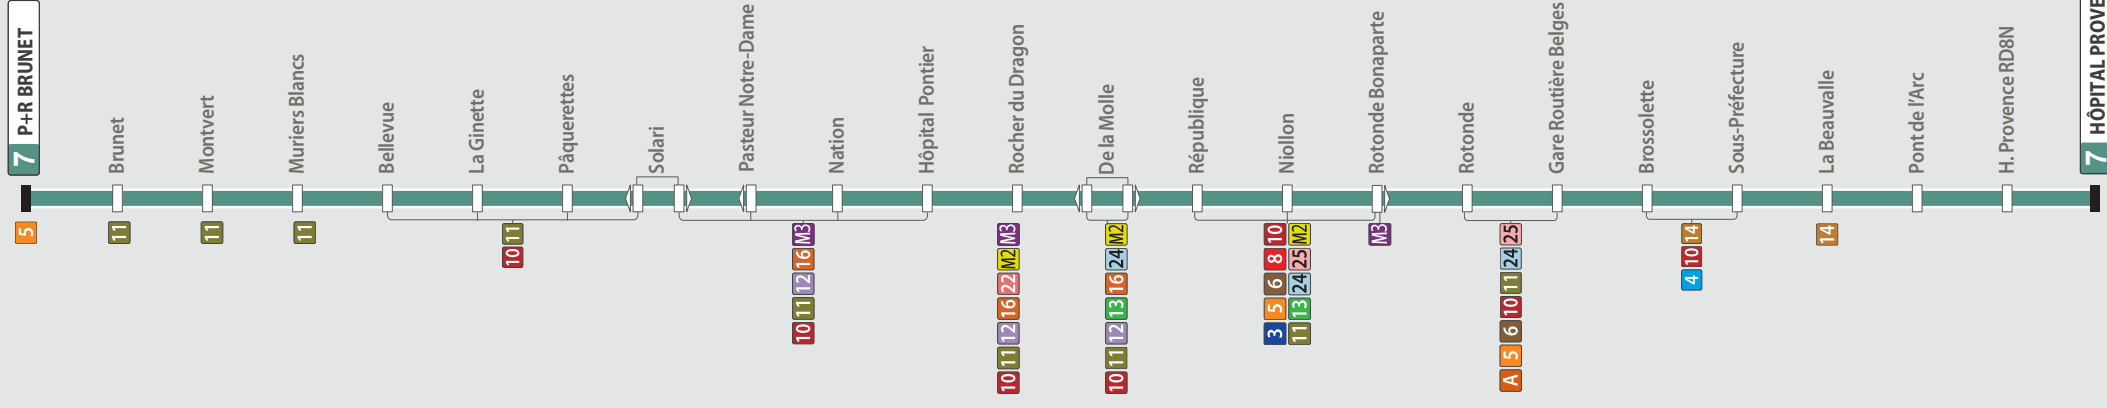 7 P+R BRUNET
Brunet
Montvert
Muriers Blancs
Bellevue
La Ginette
Pâquerettes
Solari
Pasteur Notre-Dame
Nation
Hôpital Pontier
Rocher du Dragon
De la Molle
République
Niollon
Rotonde Bonaparte
Rotonde
Gare Routière Belges
Brossolette
Sous-Préfecture
La Beauvalle
Pont de l'Arc
H. Provence RD8N
7 HÔPITAL PROVE
5
11
11
11
10 11
10 11 12 16 M3
10 11 12 16 22 M2 M3
10 11 12 13 16 24 M2
3 5 6 8 10
11 13 24 25 M2
M3
A 5 6 10 11 24 25
4 10 14
14